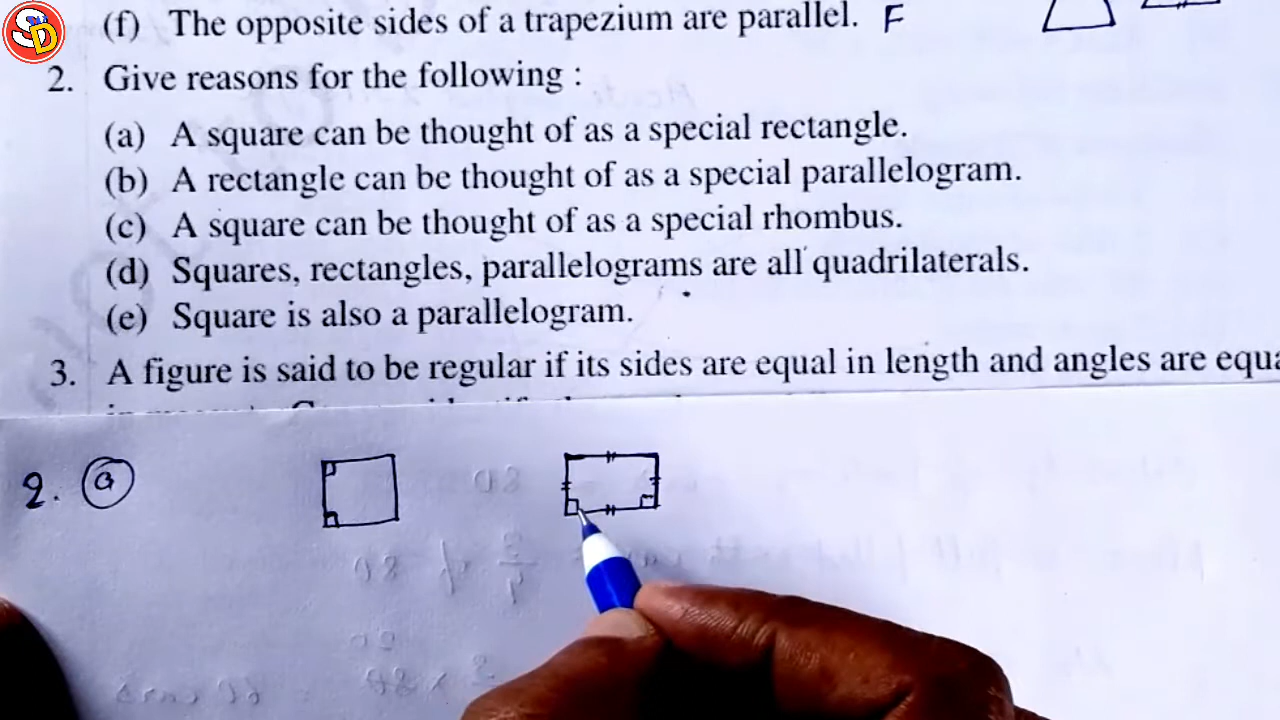 SD
(f) The opposite sides of a trapezium are parallel. F
2. Give reasons for the following :
(a) A square can be thought of as a special rectangle.
(b) A rectangle can be thought of as a special parallelogram.
(c) A square can be thought of as a special rhombus.
(d) Squares, rectangles, parallelograms are all quadrilaterals.
(e) Square is also a parallelogram.
3. A figure is said to be regular if its sides are equal in length and angles are
2. a